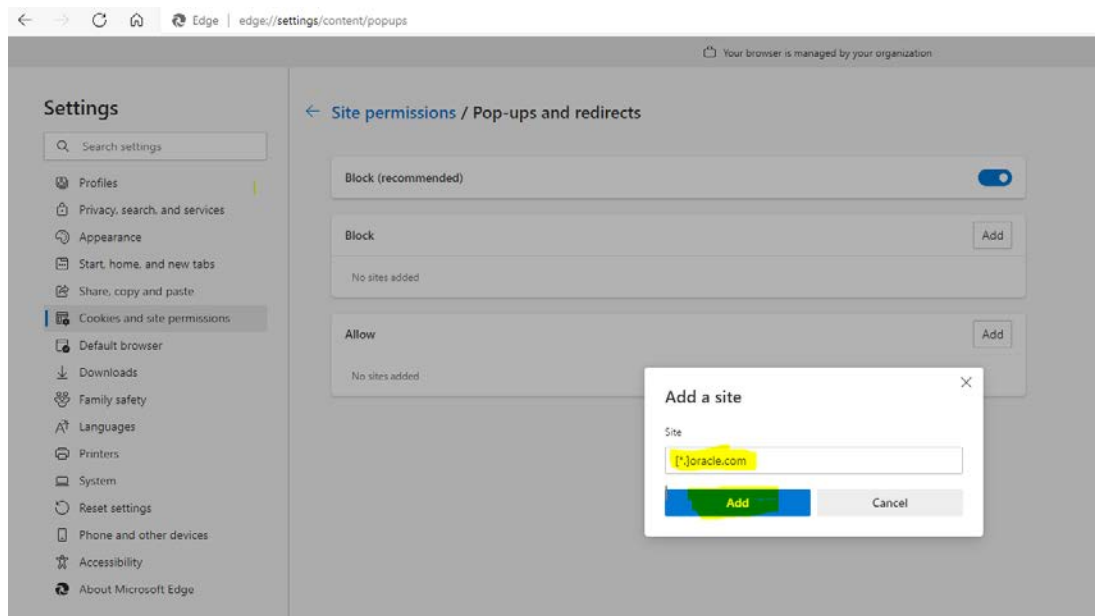 Edge | edge://settings/content/popups
Your browser is managed by your organization
Settings
Search settings
Profiles
Privacy, search, and services
Appearance
Start, home, and new tabs
Share, copy and paste
Cookies and site permissions
Default browser
Downloads
Family safety
Languages
Printers
System
Reset settings
Phone and other devices
Accessibility
About Microsoft Edge
Site permissions / Pop-ups and redirects
Block (recommended)
Block
Add
No sites added
Allow
Add
No sites added
Add a site
Site
[*.]oracle.com
Add
Cancel